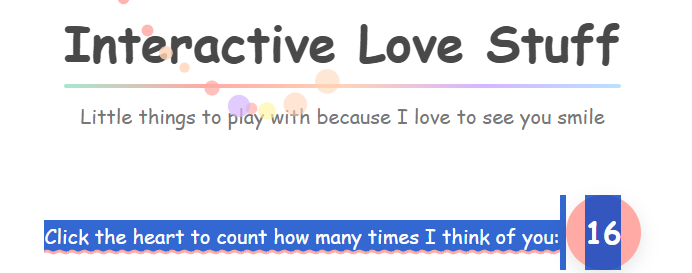 Interactive Love Stuff
Little things to play with because I love to see you smile
Click the heart to count how many times I think of you: 16